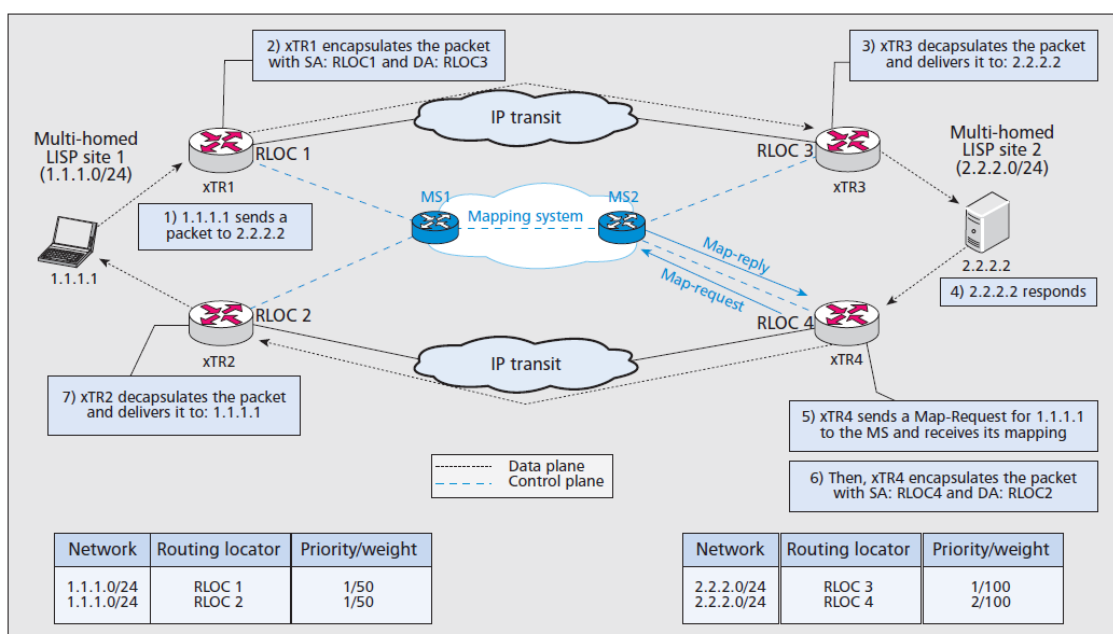 2) xTR1 encapsulates the packet
with SA: RLOC1 and DA: RLOC3
3) xTR3 decapsulates the packet
and delivers it to: 2.2.2.2
IP transit
Multi-homed
LISP site 1
(1.1.1.0/24)
RLOC 1
xTR1
RLOC 3
xTR3
Multi-homed
LISP site 2
(2.2.2.0/24)
1) 1.1.1.1 sends a
packet to 2.2.2.2
MS1
Mapping system
MS2
1.1.1.1
2.2.2.2
4) 2.2.2.2 responds
Map-reply
Map-request
RLOC 2
xTR2
RLOC 4
xTR4
IP transit
7) xTR2 decapsulates the packet
and delivers it to: 1.1.1.1
5) xTR4 sends a Map-Request for 1.1.1.1
to the MS and receives its mapping
6) Then, xTR4 encapsulates the packet
with SA: RLOC4 and DA: RLOC2
Data plane
Control plane
Network Routing locator Priority/weight
1.1.1.0/24 RLOC 1 1/50
1.1.1.0/24 RLOC 2 1/50
Network Routing locator Priority/weight
2.2.2.0/24 RLOC 3 1/100
2.2.2.0/24 RLOC 4 2/100